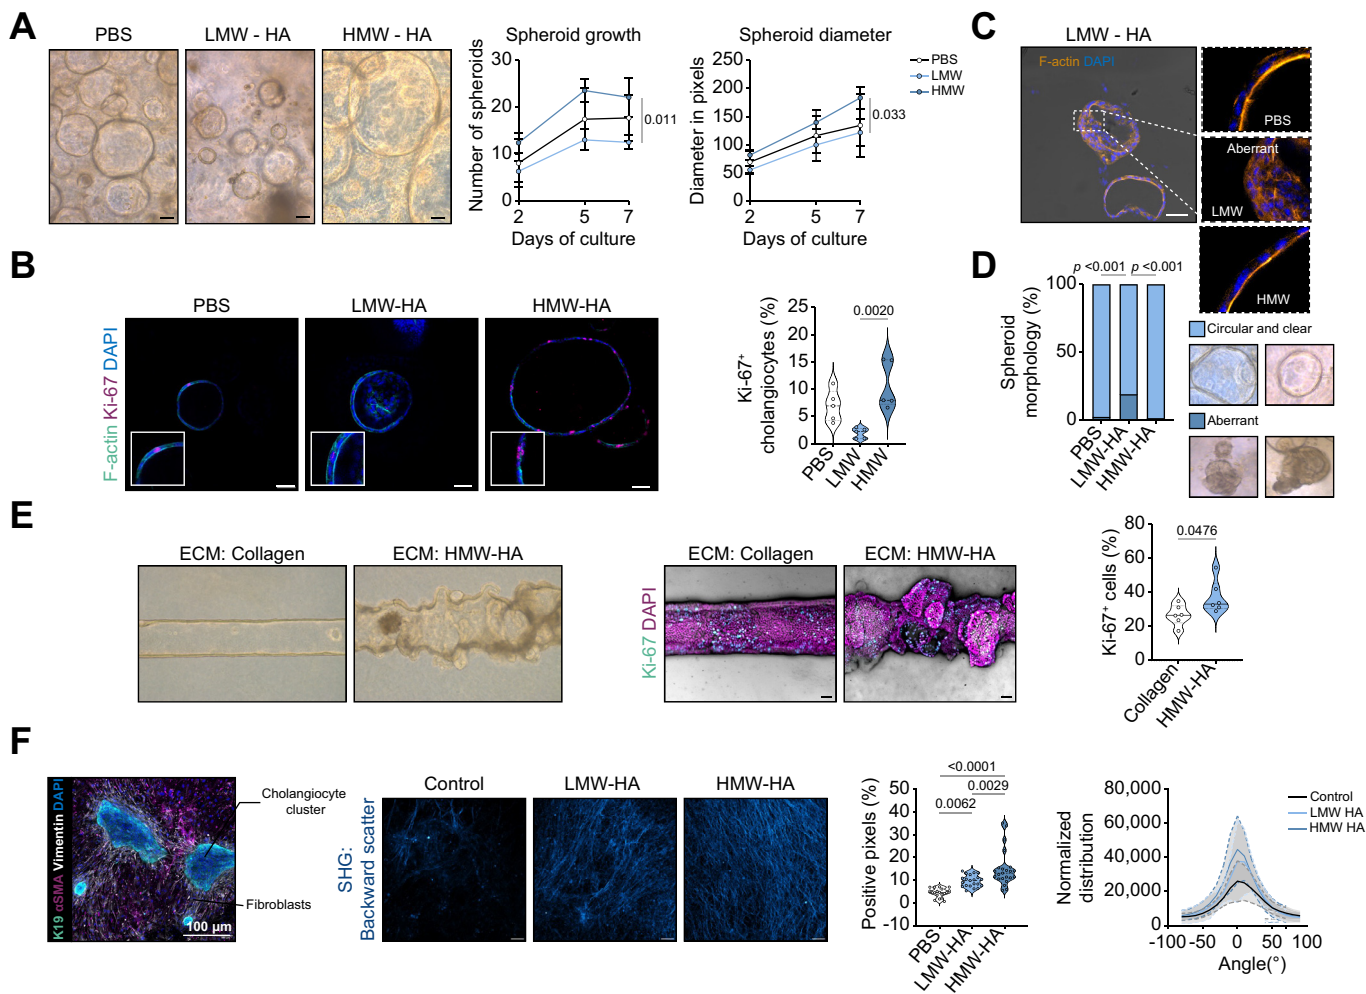 A
PBS
LMW - HA
HMW - HA
Spheroid growth
Number of spheroids
30
20
10
0
2
5
7
Days of culture
0.011
Spheroid diameter
Diameter in pixels
250
200
150
100
50
0
2
5
7
Days of culture
PBS
LMW
HMW
0.033
C
LMW - HA
F-actin DAPI
PBS
Aberrant
LMW
HMW
B
PBS
LMW-HA
HMW-HA
F-actin Ki-67 DAPI
Ki-67+
cholangiocytes (%)
25
20
15
10
5
0
0.0020
PBS
LMW
HMW
D
p <0.001
p <0.001
Spheroid
morphology (%)
100
50
0
PBS
LMW-HA
HMW-HA
Circular and clear
Aberrant
E
ECM: Collagen
ECM: HMW-HA
Ki-67 DAPI
ECM: Collagen
ECM: HMW-HA
Ki-67+ cells (%)
80
60
40
20
0
0.0476
Collagen
HMW-HA
F
K19 αSMA Vimentin DAPI
Cholangiocyte
cluster
Fibroblasts
100 µm
SHG:
Backward scatter
Control
LMW-HA
HMW-HA
Positive pixels (%)
50
40
30
20
10
0
-10
<0.0001
0.0029
0.0062
PBS
LMW-HA
HMW-HA
Normalized
distribution
80,000
60,000
40,000
20,000
0
-100
-50
0
50
100
Angle(°)
Control
LMW HA
HMW HA